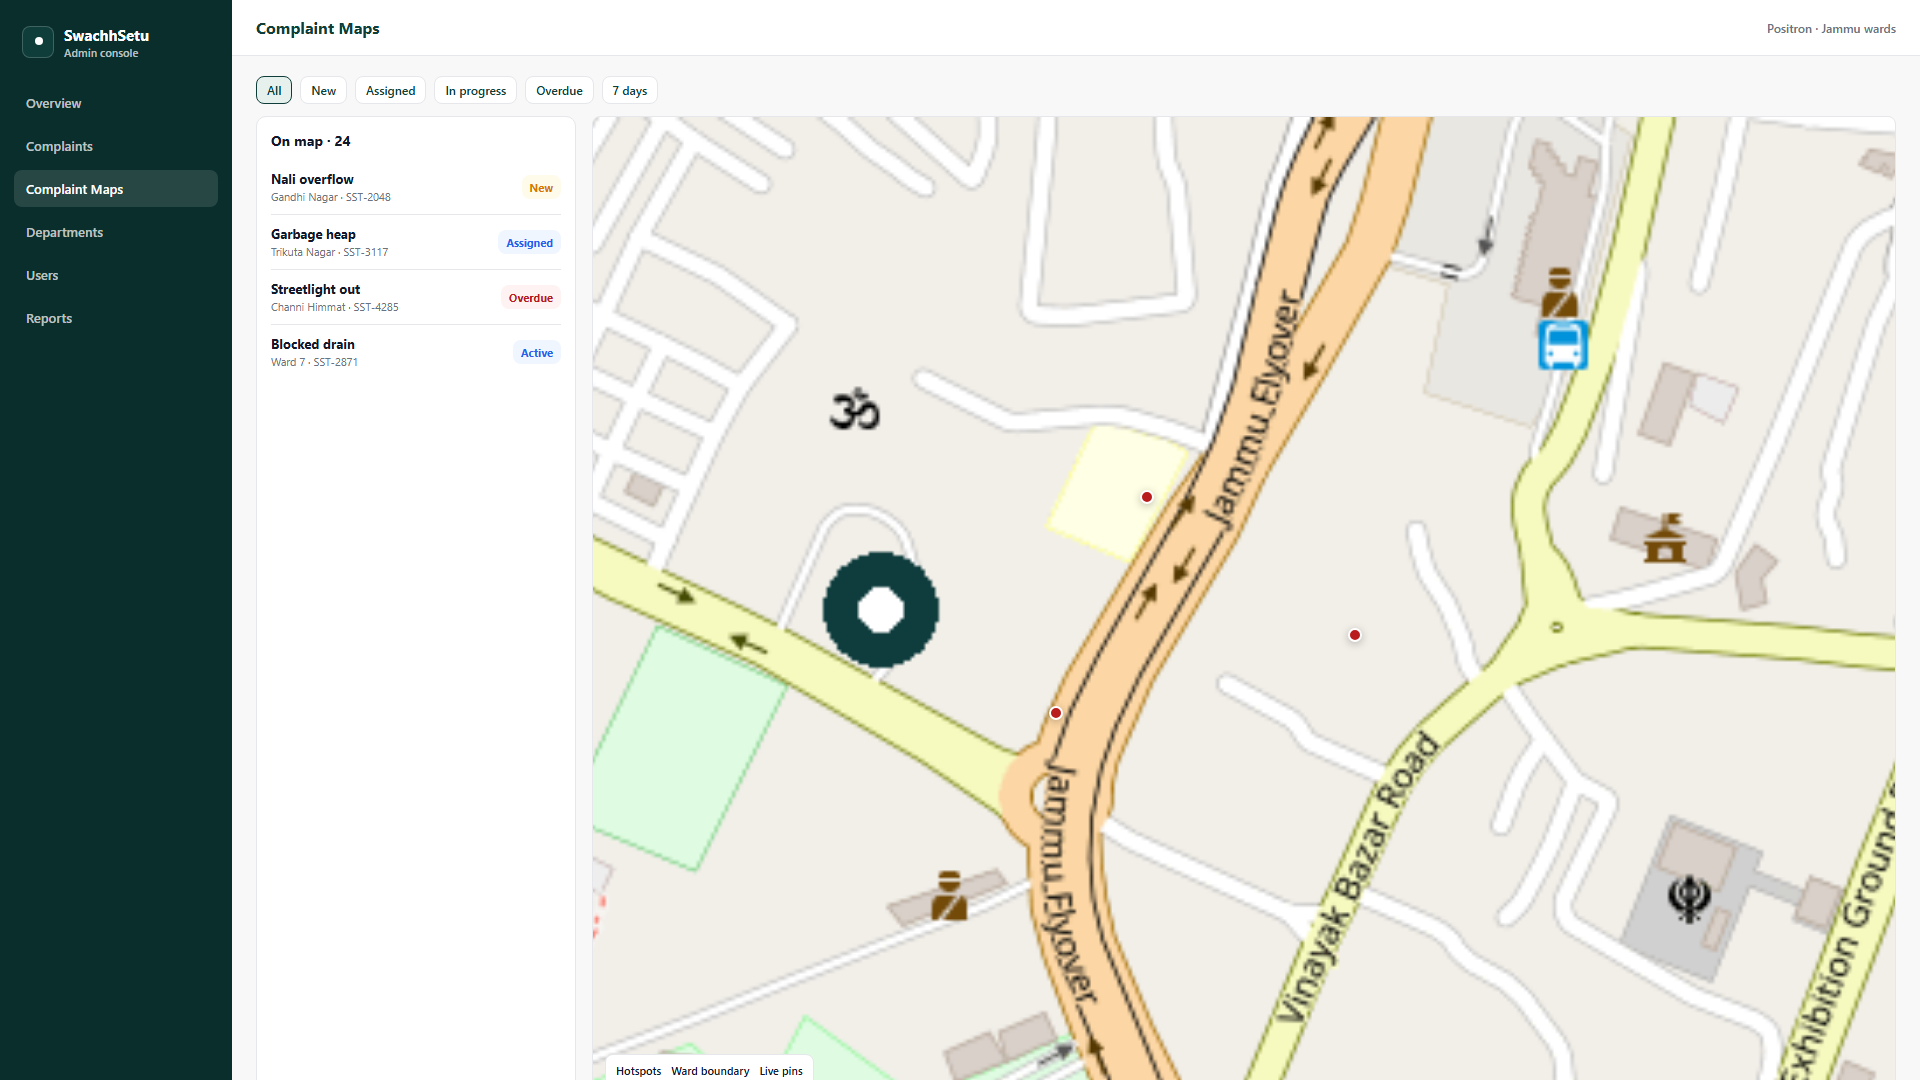 SwachhSetu
Admin console
Overview
Complaints
Complaint Maps
Departments
Users
Reports
Complaint Maps
Positron · Jammu wards
All
New
Assigned
In progress
Overdue
7 days
On map · 24
Nali overflow
Gandhi Nagar · SST-2048
New
Garbage heap
Trikuta Nagar · SST-3117
Assigned
Streetlight out
Channi Himmat · SST-4285
Overdue
Blocked drain
Ward 7 · SST-2871
Active
Jammu Flyover
ॐ
Jammu Flyover
Vinayak Bazar Road
Exhibition Ground
Hotspots
Ward boundary
Live pins